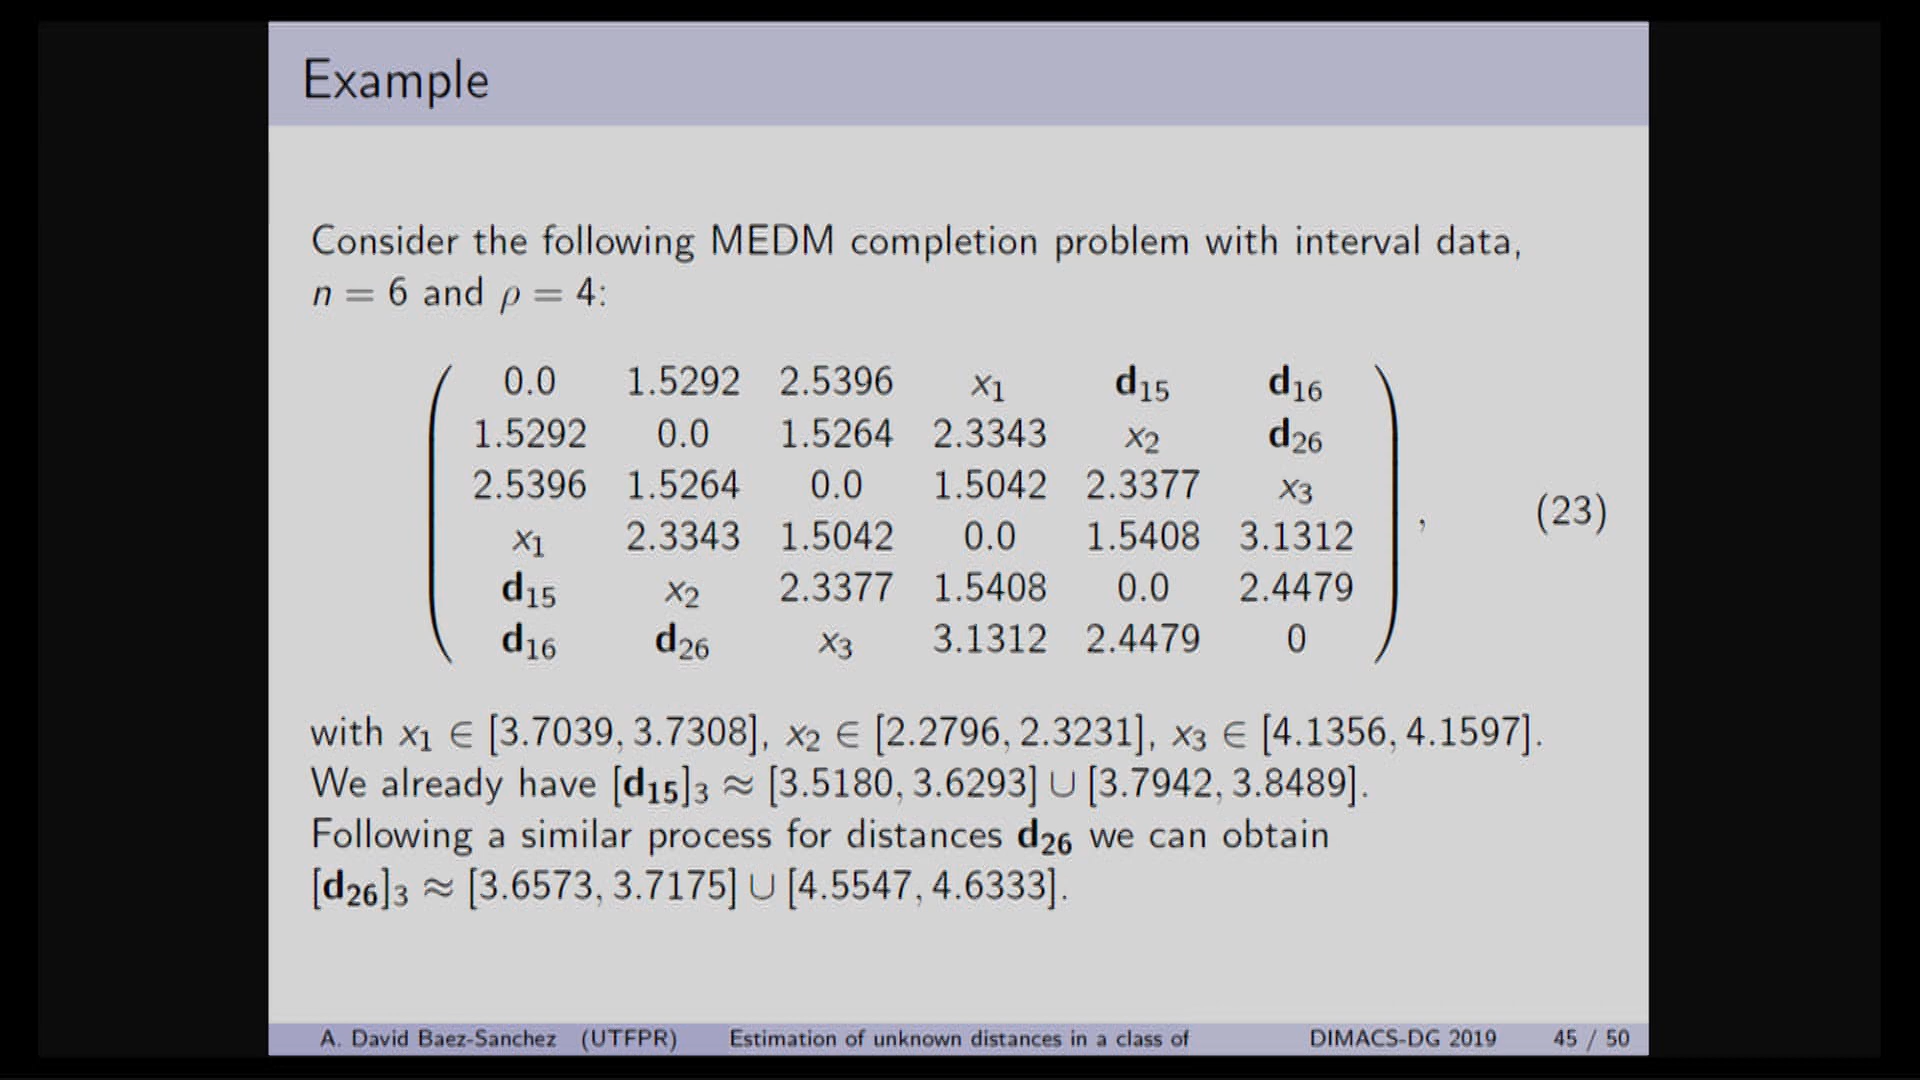 Example
Consider the following MEDM completion problem with interval data,
n = 6 and ρ = 4:
0.0 1.5292 2.5396 x₁ d₁₅ d₁₆
1.5292 0.0 1.5264 2.3343 x₂ d₂₆
2.5396 1.5264 0.0 1.5042 2.3377 x₃
x₁ 2.3343 1.5042 0.0 1.5408 3.1312
d₁₅ x₂ 2.3377 1.5408 0.0 2.4479
d₁₆ d₂₆ x₃ 3.1312 2.4479 0
, (23)
with x₁ ∈ [3.7039, 3.7308], x₂ ∈ [2.2796, 2.3231], x₃ ∈ [4.1356, 4.1597].
We already have [d₁₅]₃ ≈ [3.5180, 3.6293] ∪ [3.7942, 3.8489].
Following a similar process for distances d₂₆ we can obtain
[d₂₆]₃ ≈ [3.6573, 3.7175] ∪ [4.5547, 4.6333].
A. David Baez-Sanchez (UTFPR) Estimation of unknown distances in a class of DIMACS-DG 2019 45 / 50